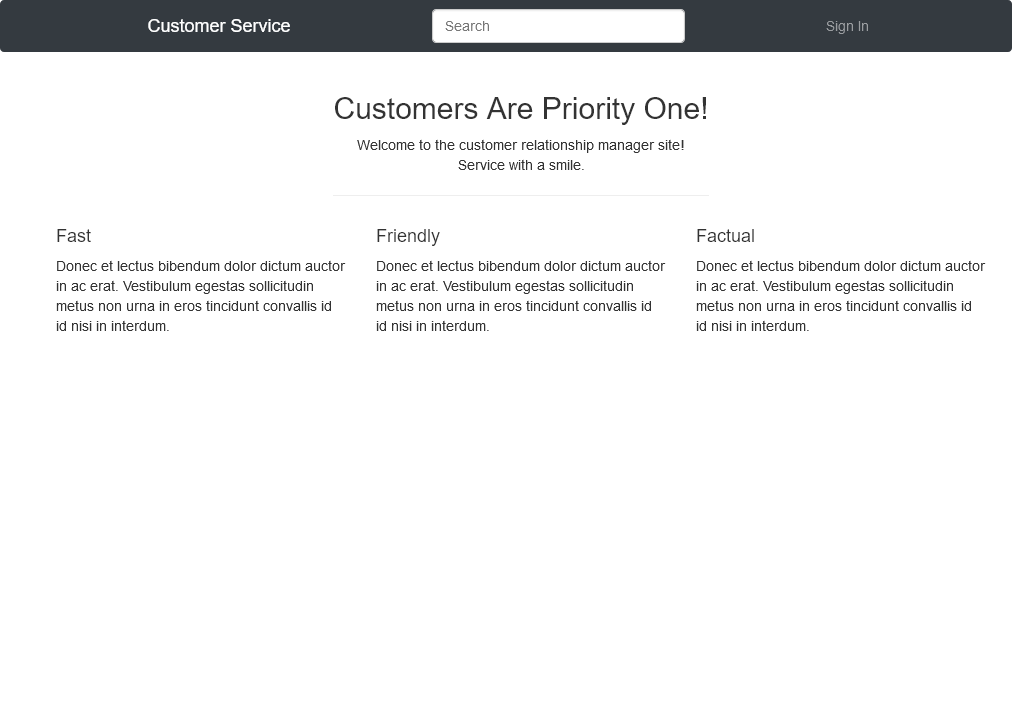 Customer Service
Search
Sign In
Customers Are Priority One!
Welcome to the customer relationship manager site!
Service with a smile.
Fast
Donec et lectus bibendum dolor dictum auctor
in ac erat. Vestibulum egestas sollicitudin
metus non urna in eros tincidunt convallis id
id nisi in interdum.
Friendly
Donec et lectus bibendum dolor dictum auctor
in ac erat. Vestibulum egestas sollicitudin
metus non urna in eros tincidunt convallis id
id nisi in interdum.
Factual
Donec et lectus bibendum dolor dictum auctor
in ac erat. Vestibulum egestas sollicitudin
metus non urna in eros tincidunt convallis id
id nisi in interdum.